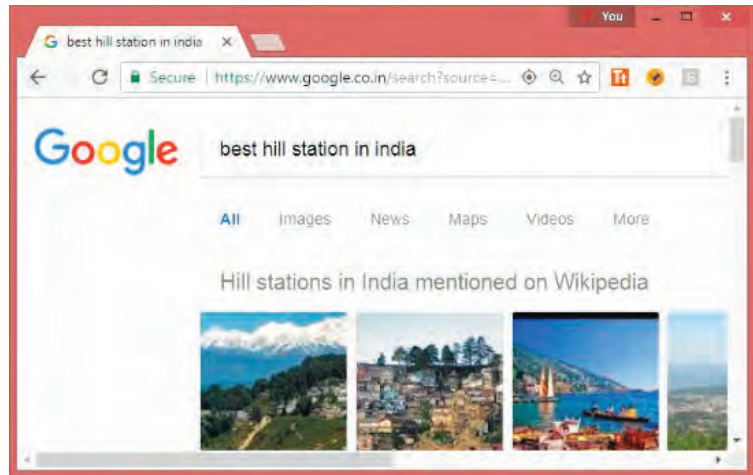 You
best hill station in india
Secure https://www.google.co.in/search?source=...
Google best hill station in india
All Images News Maps Videos More
Hill stations in India mentioned on Wikipedia